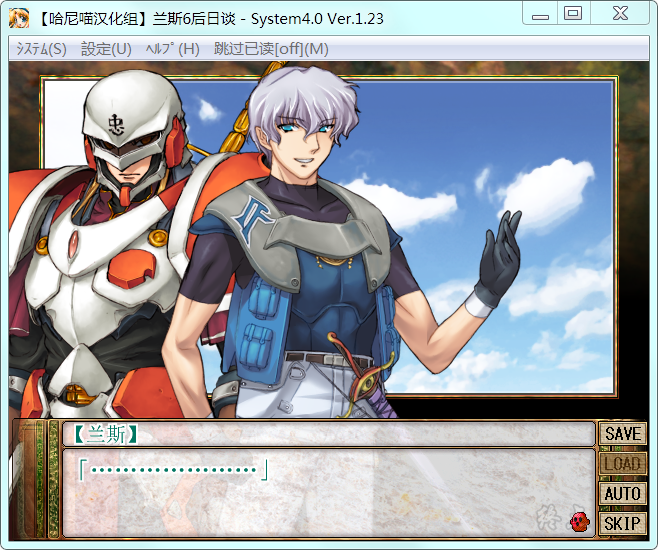 【哈尼喵汉化组】兰斯6后日谈 - System4.0 Ver.1.23
ｼｽﾃﾑ(S) 設定(U) ﾍﾙﾌﾟ(H) 跳过已读[off](M)
忠
【兰斯】
「…………………」
SAVE
LOAD
AUTO
SKIP